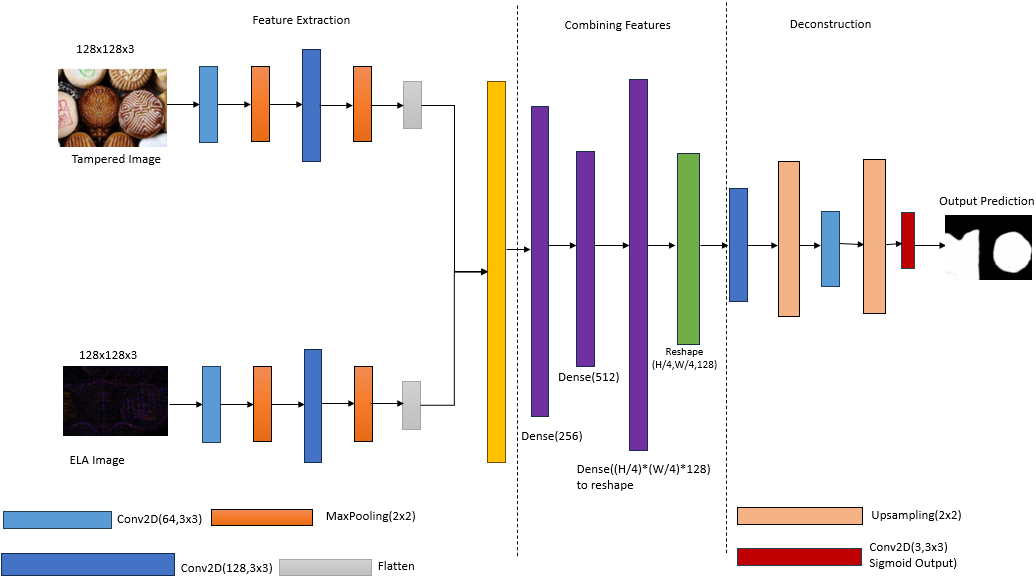 Feature Extraction
Combining Features
Deconstruction
128x128x3
Tampered Image
Output Prediction
128x128x3
ELA Image
Reshape
(H/4,W/4,128)
Dense(512)
Dense(256)
Dense((H/4)*(W/4)*128)
to reshape
Conv2D(64,3x3)
MaxPooling(2x2)
Upsampling(2x2)
Conv2D(128,3x3)
Flatten
Conv2D(3,3x3)
Sigmoid Output)